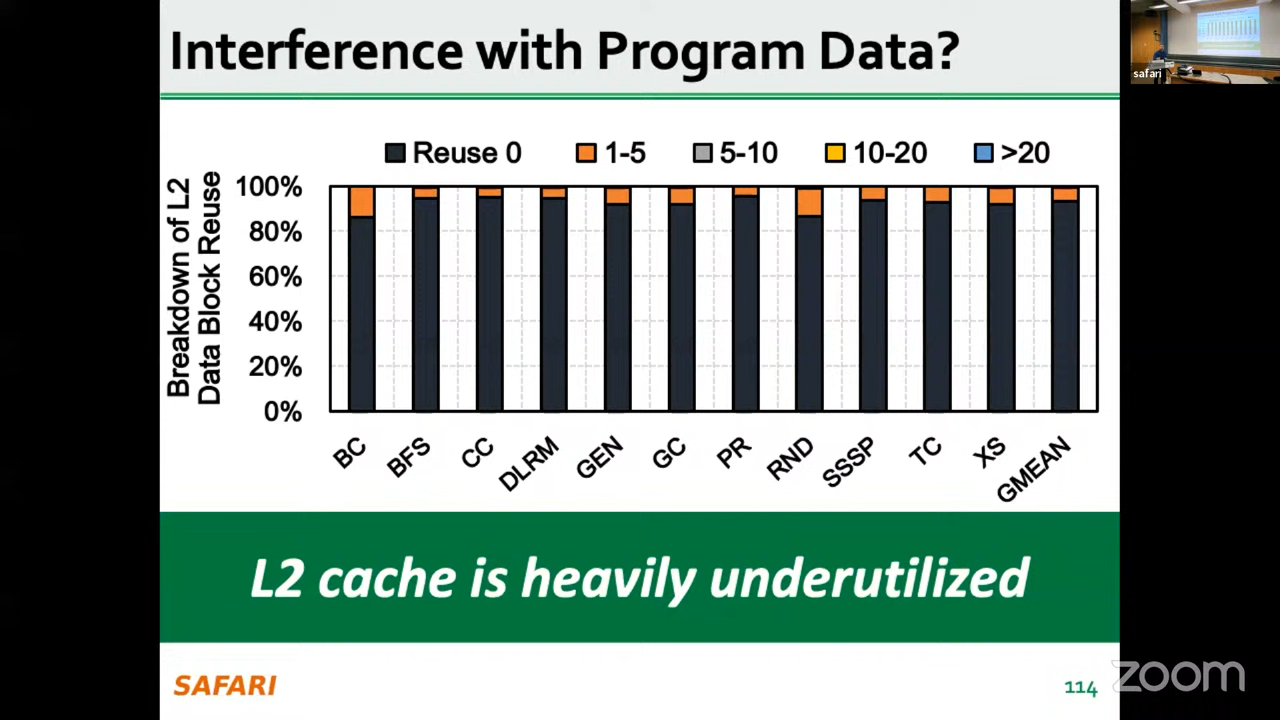 Interference with Program Data?
safari
Reuse 0
1-5
5-10
10-20
>20
Breakdown of L2
Data Block Reuse
100%
80%
60%
40%
20%
0%
BC
BFS
CC
DLRM
GEN
GC
PR
RND
SSSP
TC
XS
GMEAN
L2 cache is heavily underutilized
SAFARI
114
zoom